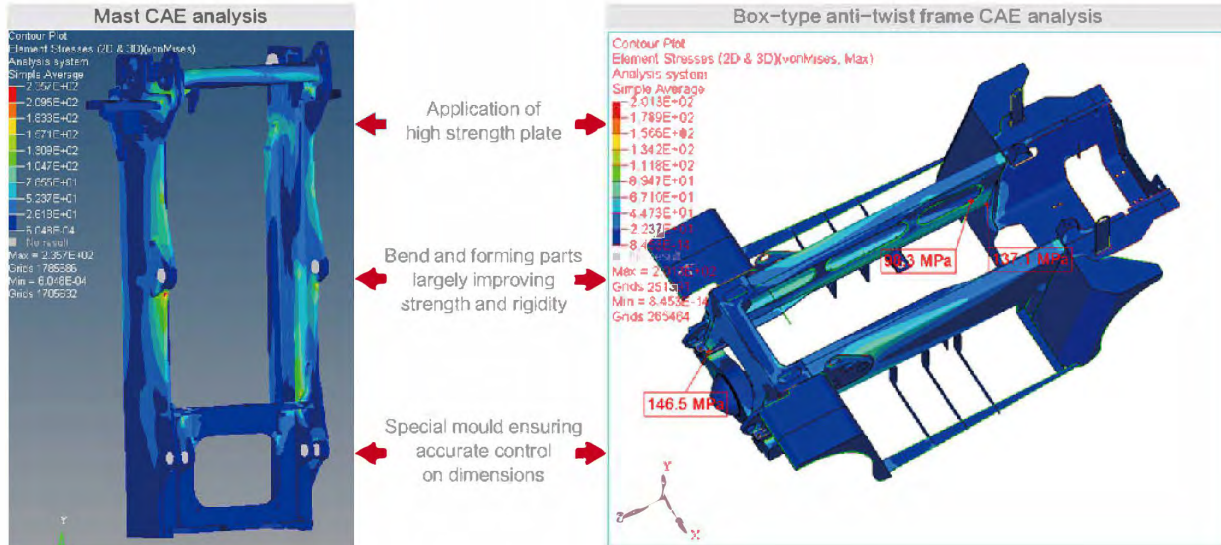 Mast CAE analysis
Contour Plot
Element Stresses (2D & 3D)(vonMises)
Analysis system
Simple Average
2.357E+02
2.095E+02
1.833E+02
1.571E+02
1.309E+02
1.047E+02
7.855E+01
5.237E+01
2.618E+01
6.048E-04
No result
Max = 2.357E+02
Grids
Min = 6.048E-04
Grids
Y
Application of
high strength plate
Bend and forming parts
largely improving
strength and rigidity
Special mould ensuring
accurate control
on dimensions
Box-type anti-twist frame CAE analysis
Contour Plot
Element Stresses (2D & 3D)(vonMises, Max)
Analysis system
Simple Average
2.013E+02
1.789E+02
1.566E+02
1.342E+02
1.118E+02
8.947E+01
6.710E+01
4.473E+01
2.237E+01
result
Max =
Grids
Min = 8.453E-14
Grids 265464
MPa
137.1 MPa
146.5 MPa
Y
Z
X